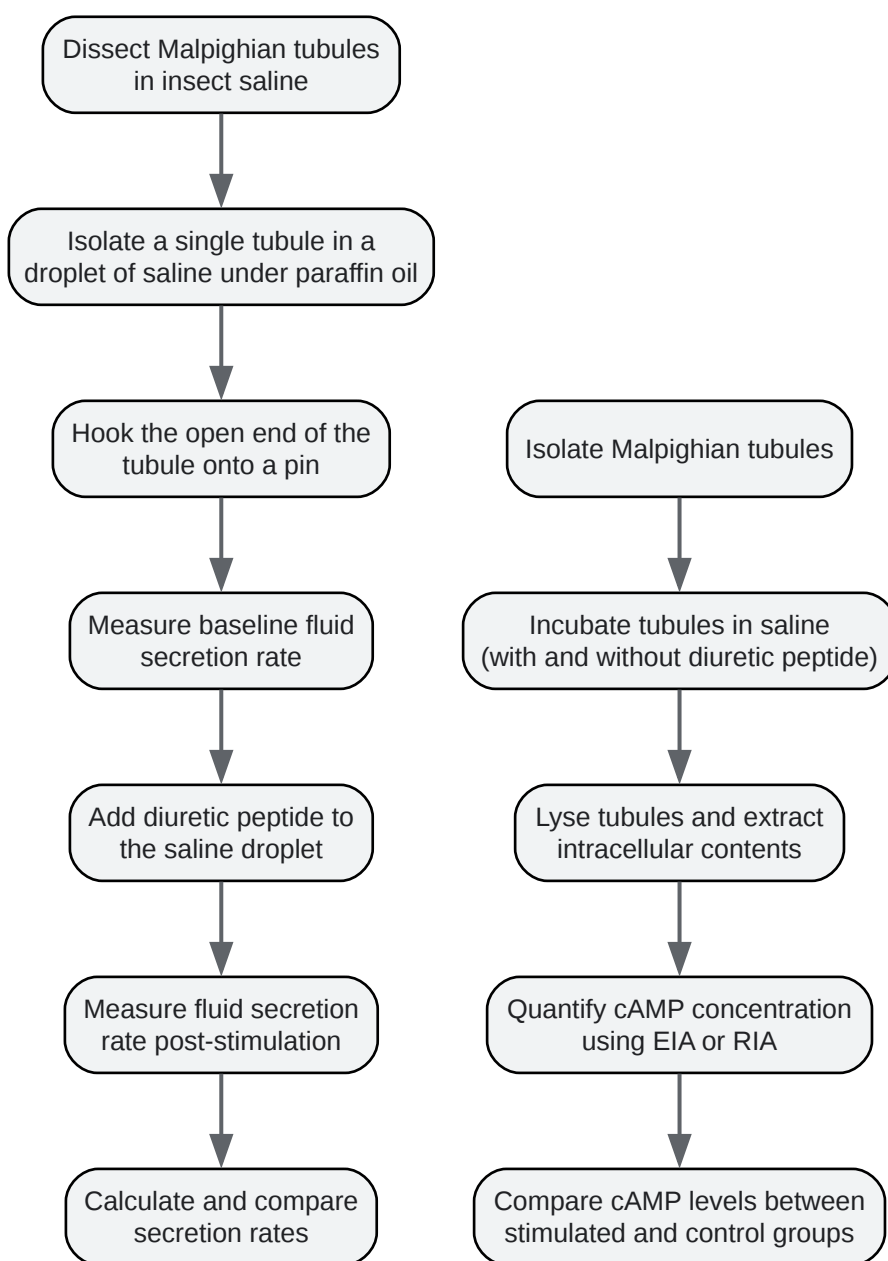 Dissect Malpighian tubules
in insect saline
Isolate a single tubule in a
droplet of saline under paraffin oil
Hook the open end of the
tubule onto a pin
Measure baseline fluid
secretion rate
Add diuretic peptide to
the saline droplet
Measure fluid secretion
rate post-stimulation
Calculate and compare
secretion rates
Isolate Malpighian tubules
Incubate tubules in saline
(with and without diuretic peptide)
Lyse tubules and extract
intracellular contents
Quantify cAMP concentration
using EIA or RIA
Compare cAMP levels between
stimulated and control groups